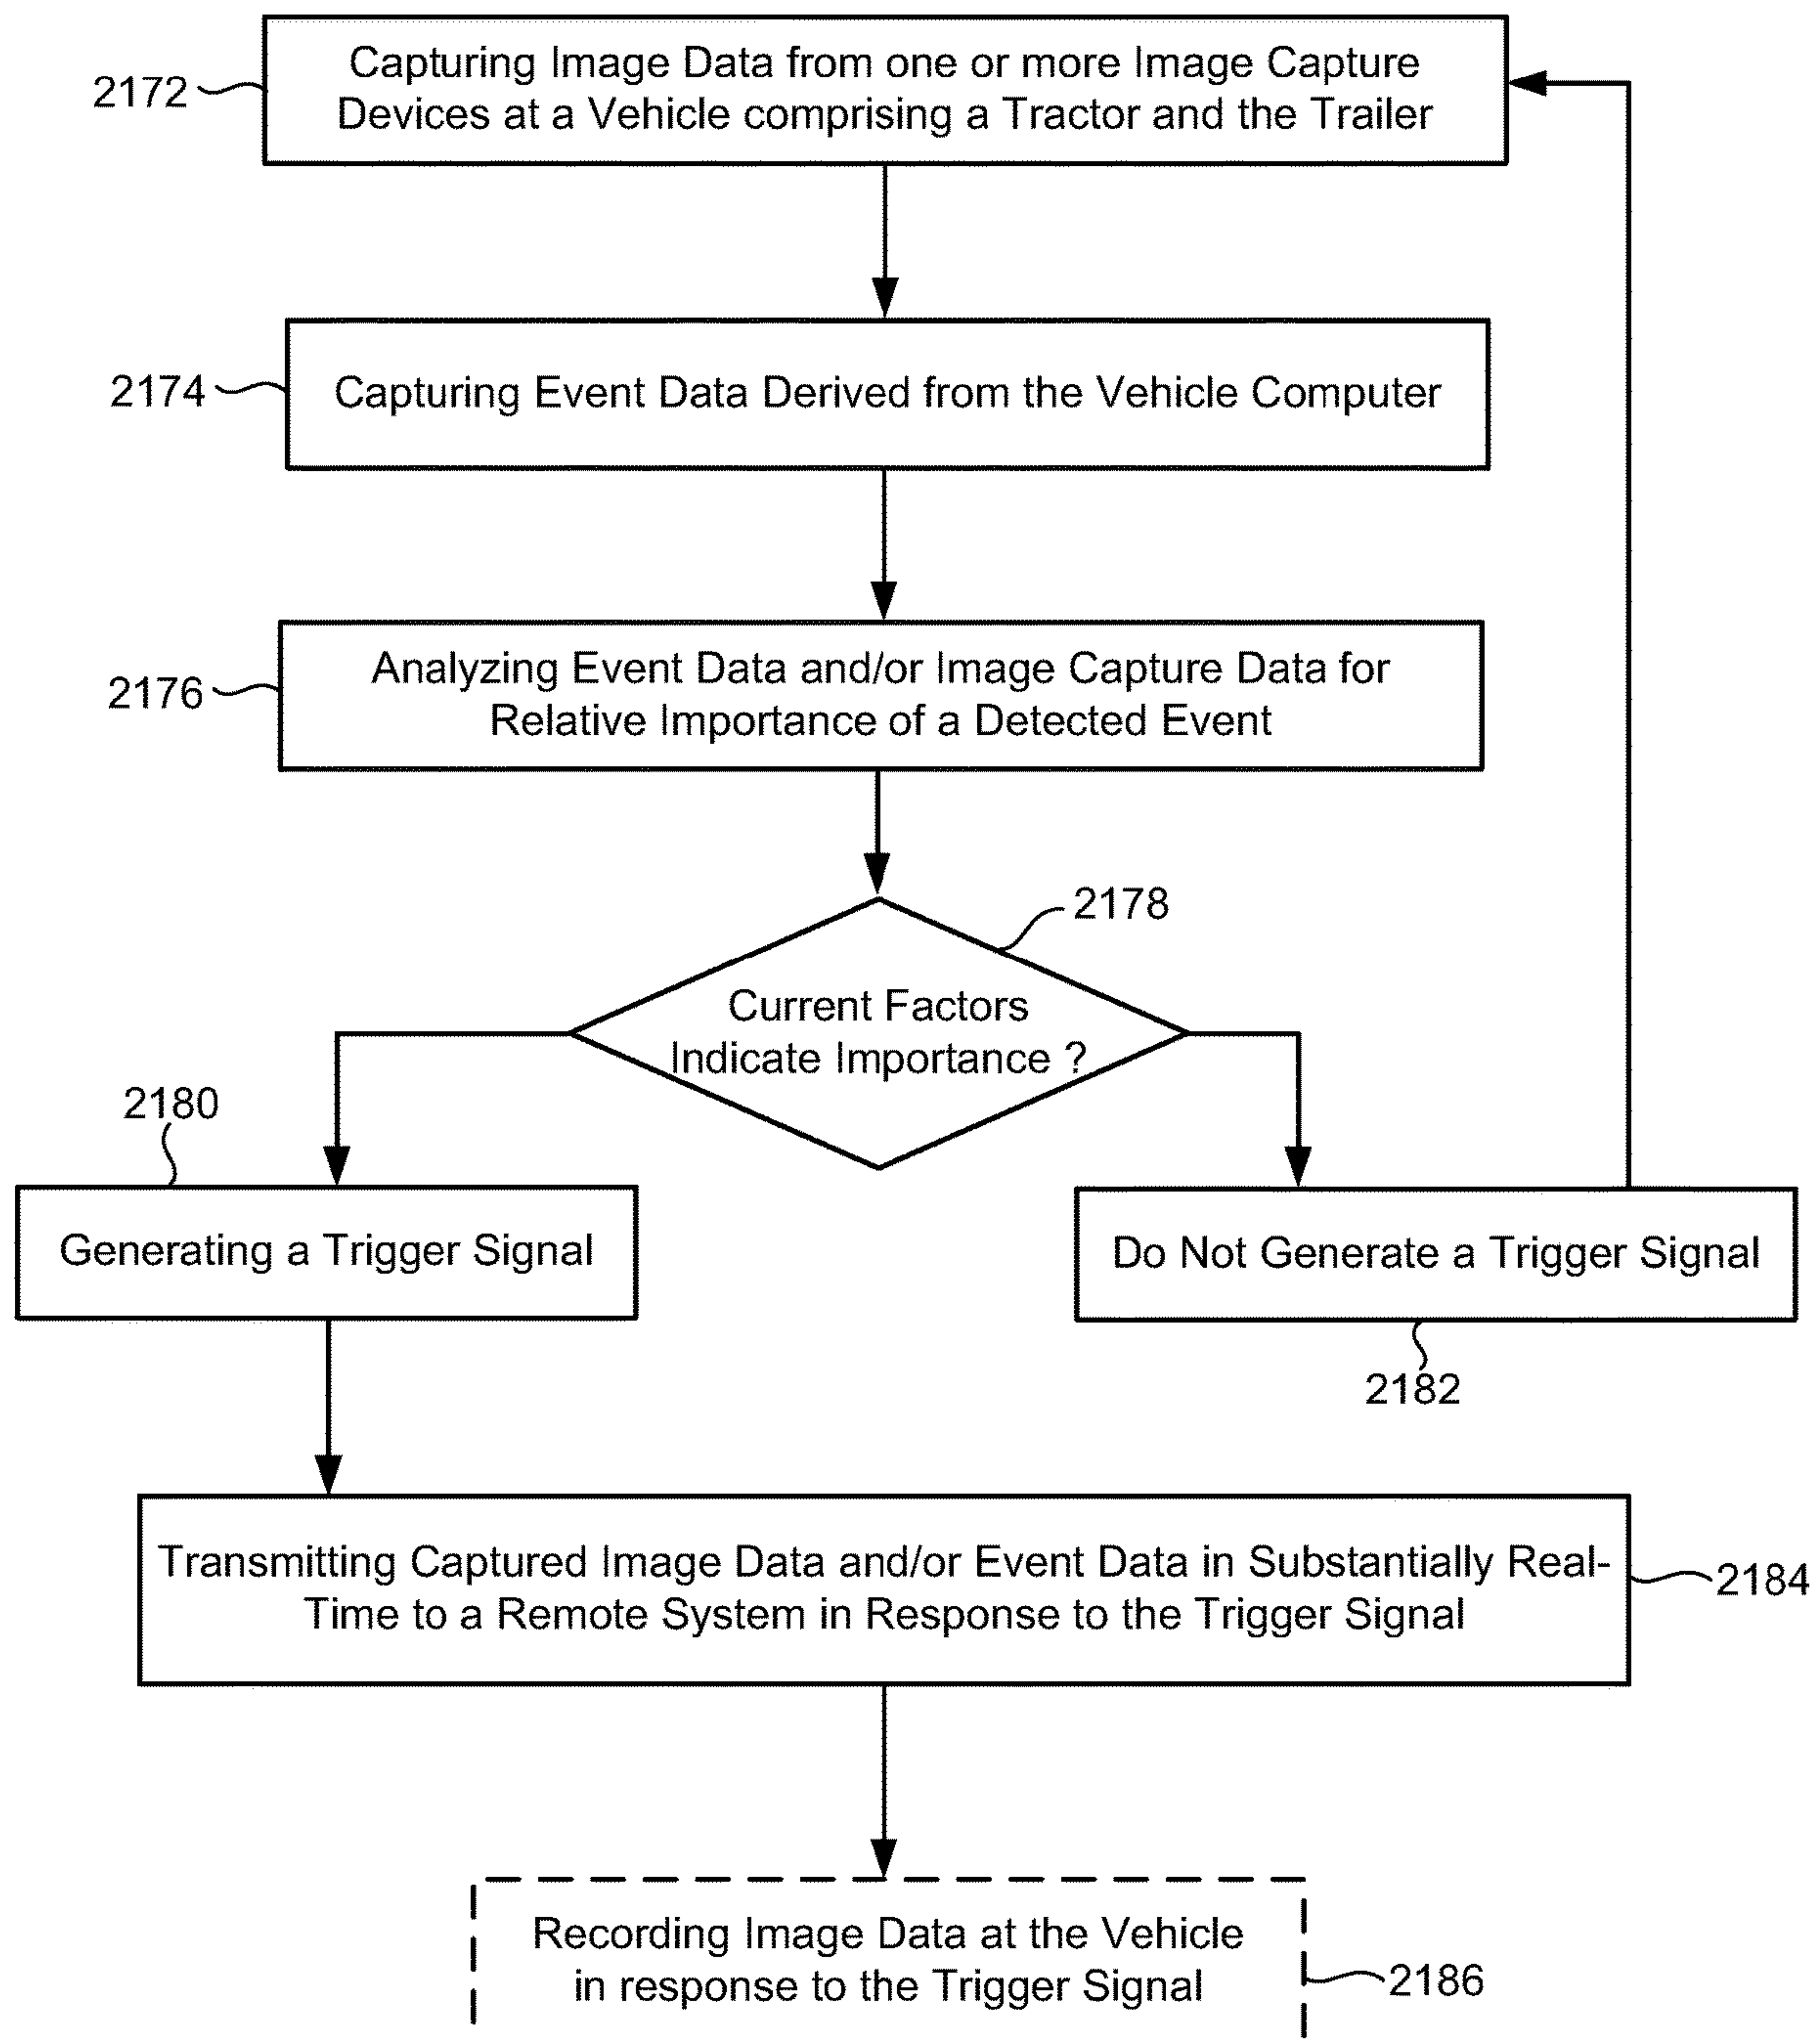 Capturing Image Data from one or more Image Capture
Devices at a Vehicle comprising a Tractor and the Trailer
2172
Capturing Event Data Derived from the Vehicle Computer
2174
Analyzing Event Data and/or Image Capture Data for
Relative Importance of a Detected Event
2176
2178
Current Factors
Indicate Importance ?
2180
Generating a Trigger Signal
Do Not Generate a Trigger Signal
2182
Transmitting Captured Image Data and/or Event Data in Substantially Real-
Time to a Remote System in Response to the Trigger Signal
2184
Recording Image Data at the Vehicle
in response to the Trigger Signal
2186